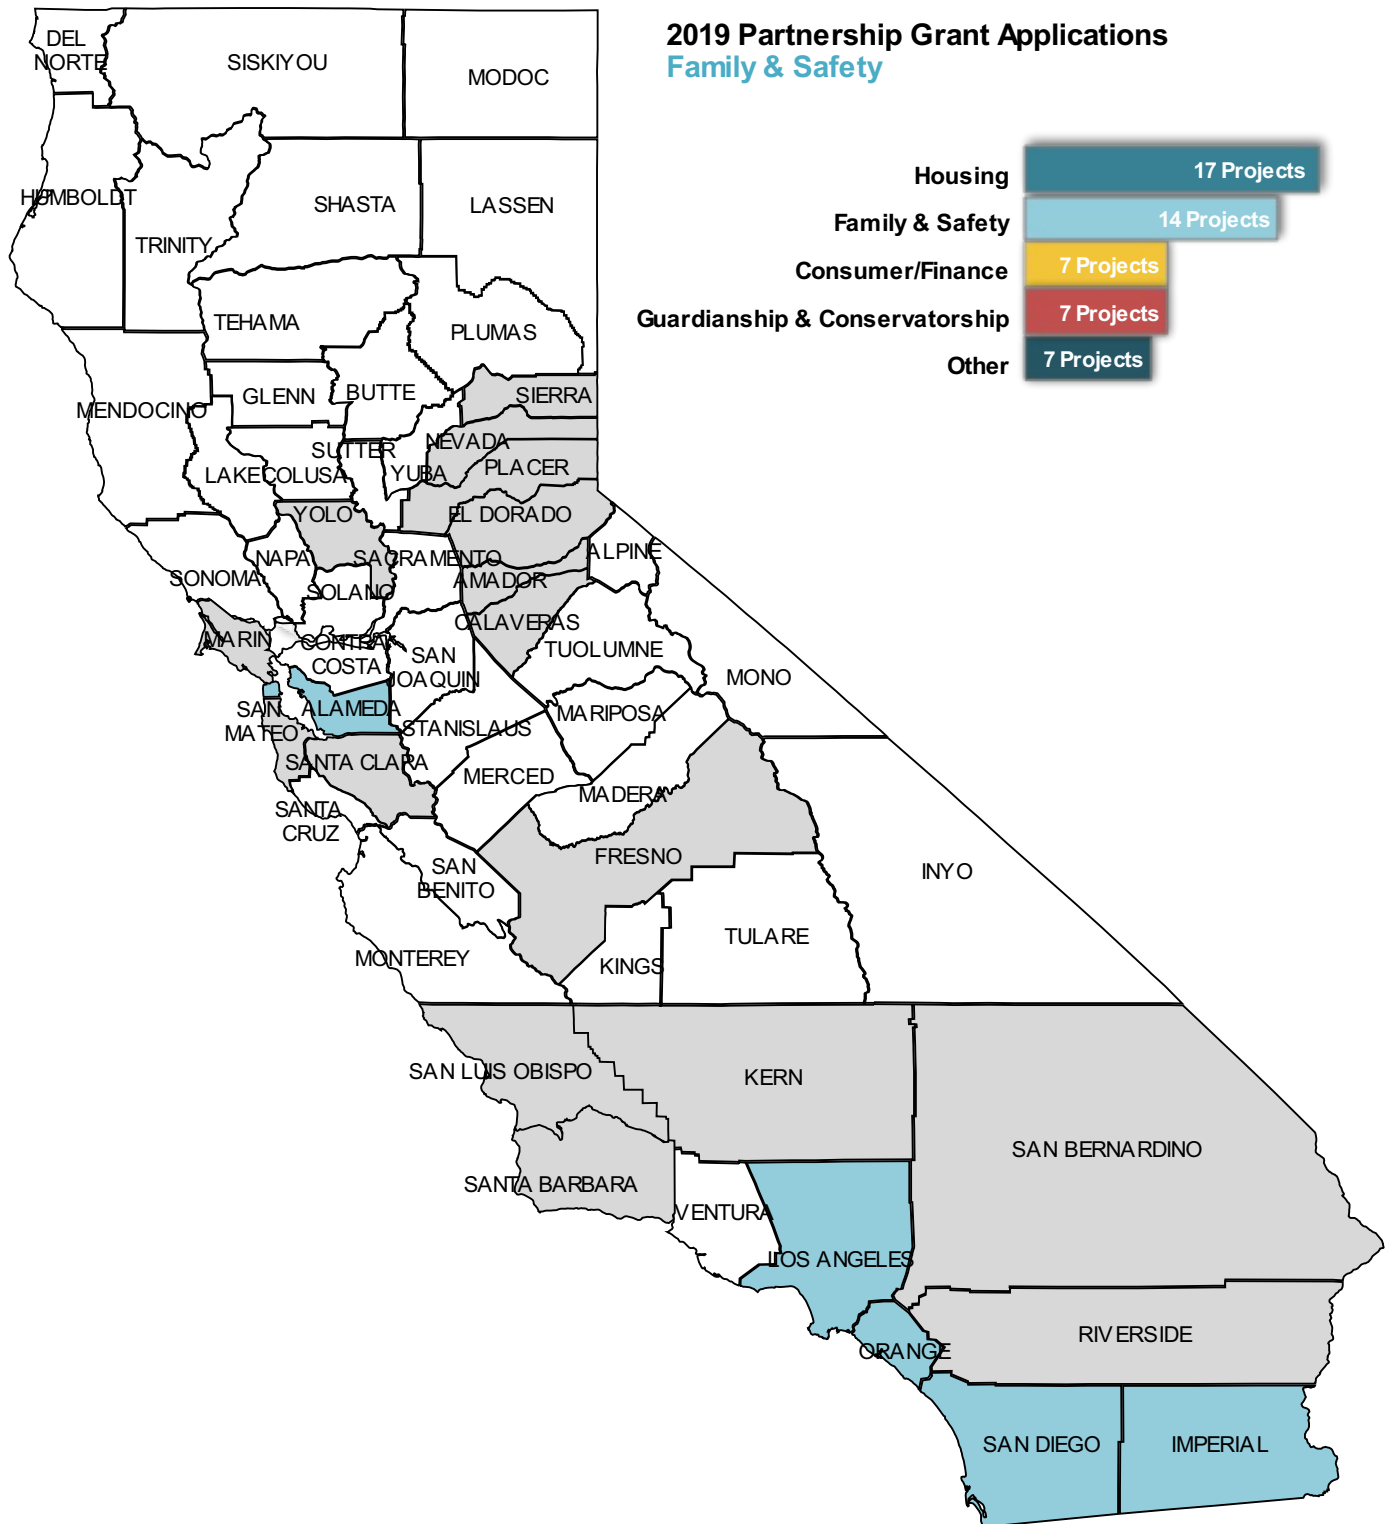 2019 Partnership Grant Applications
Family & Safety
Housing
17 Projects
Family & Safety
14 Projects
Consumer/Finance
7 Projects
Guardianship & Conservatorship
7 Projects
Other
7 Projects
DEL
NORTE
SISKIYOU
MODOC
HUMBOLDT
TRINITY
SHASTA
LASSEN
TEHAMA
PLUMAS
MENDOCINO
GLENN
BUTTE
SIERRA
LAKE
COLUSA
SUTTER
YUBA
NEVADA
PLACER
YOLO
EL DORADO
SONOMA
NAPA
SACRAMENTO
ALPINE
SOLANO
AMADOR
MARIN
CONTRA
COSTA
CALAVERAS
SAN
JOAQUIN
TUOLUMNE
MONO
SAN
MATEO
ALAMEDA
STANISLAUS
MARIPOSA
SANTA CLARA
MERCED
MADERA
SANTA
CRUZ
SAN
BENITO
FRESNO
INYO
MONTEREY
KINGS
TULARE
SAN LUIS OBISPO
KERN
SAN BERNARDINO
SANTA BARBARA
VENTURA
LOS ANGELES
ORANGE
RIVERSIDE
SAN DIEGO
IMPERIAL